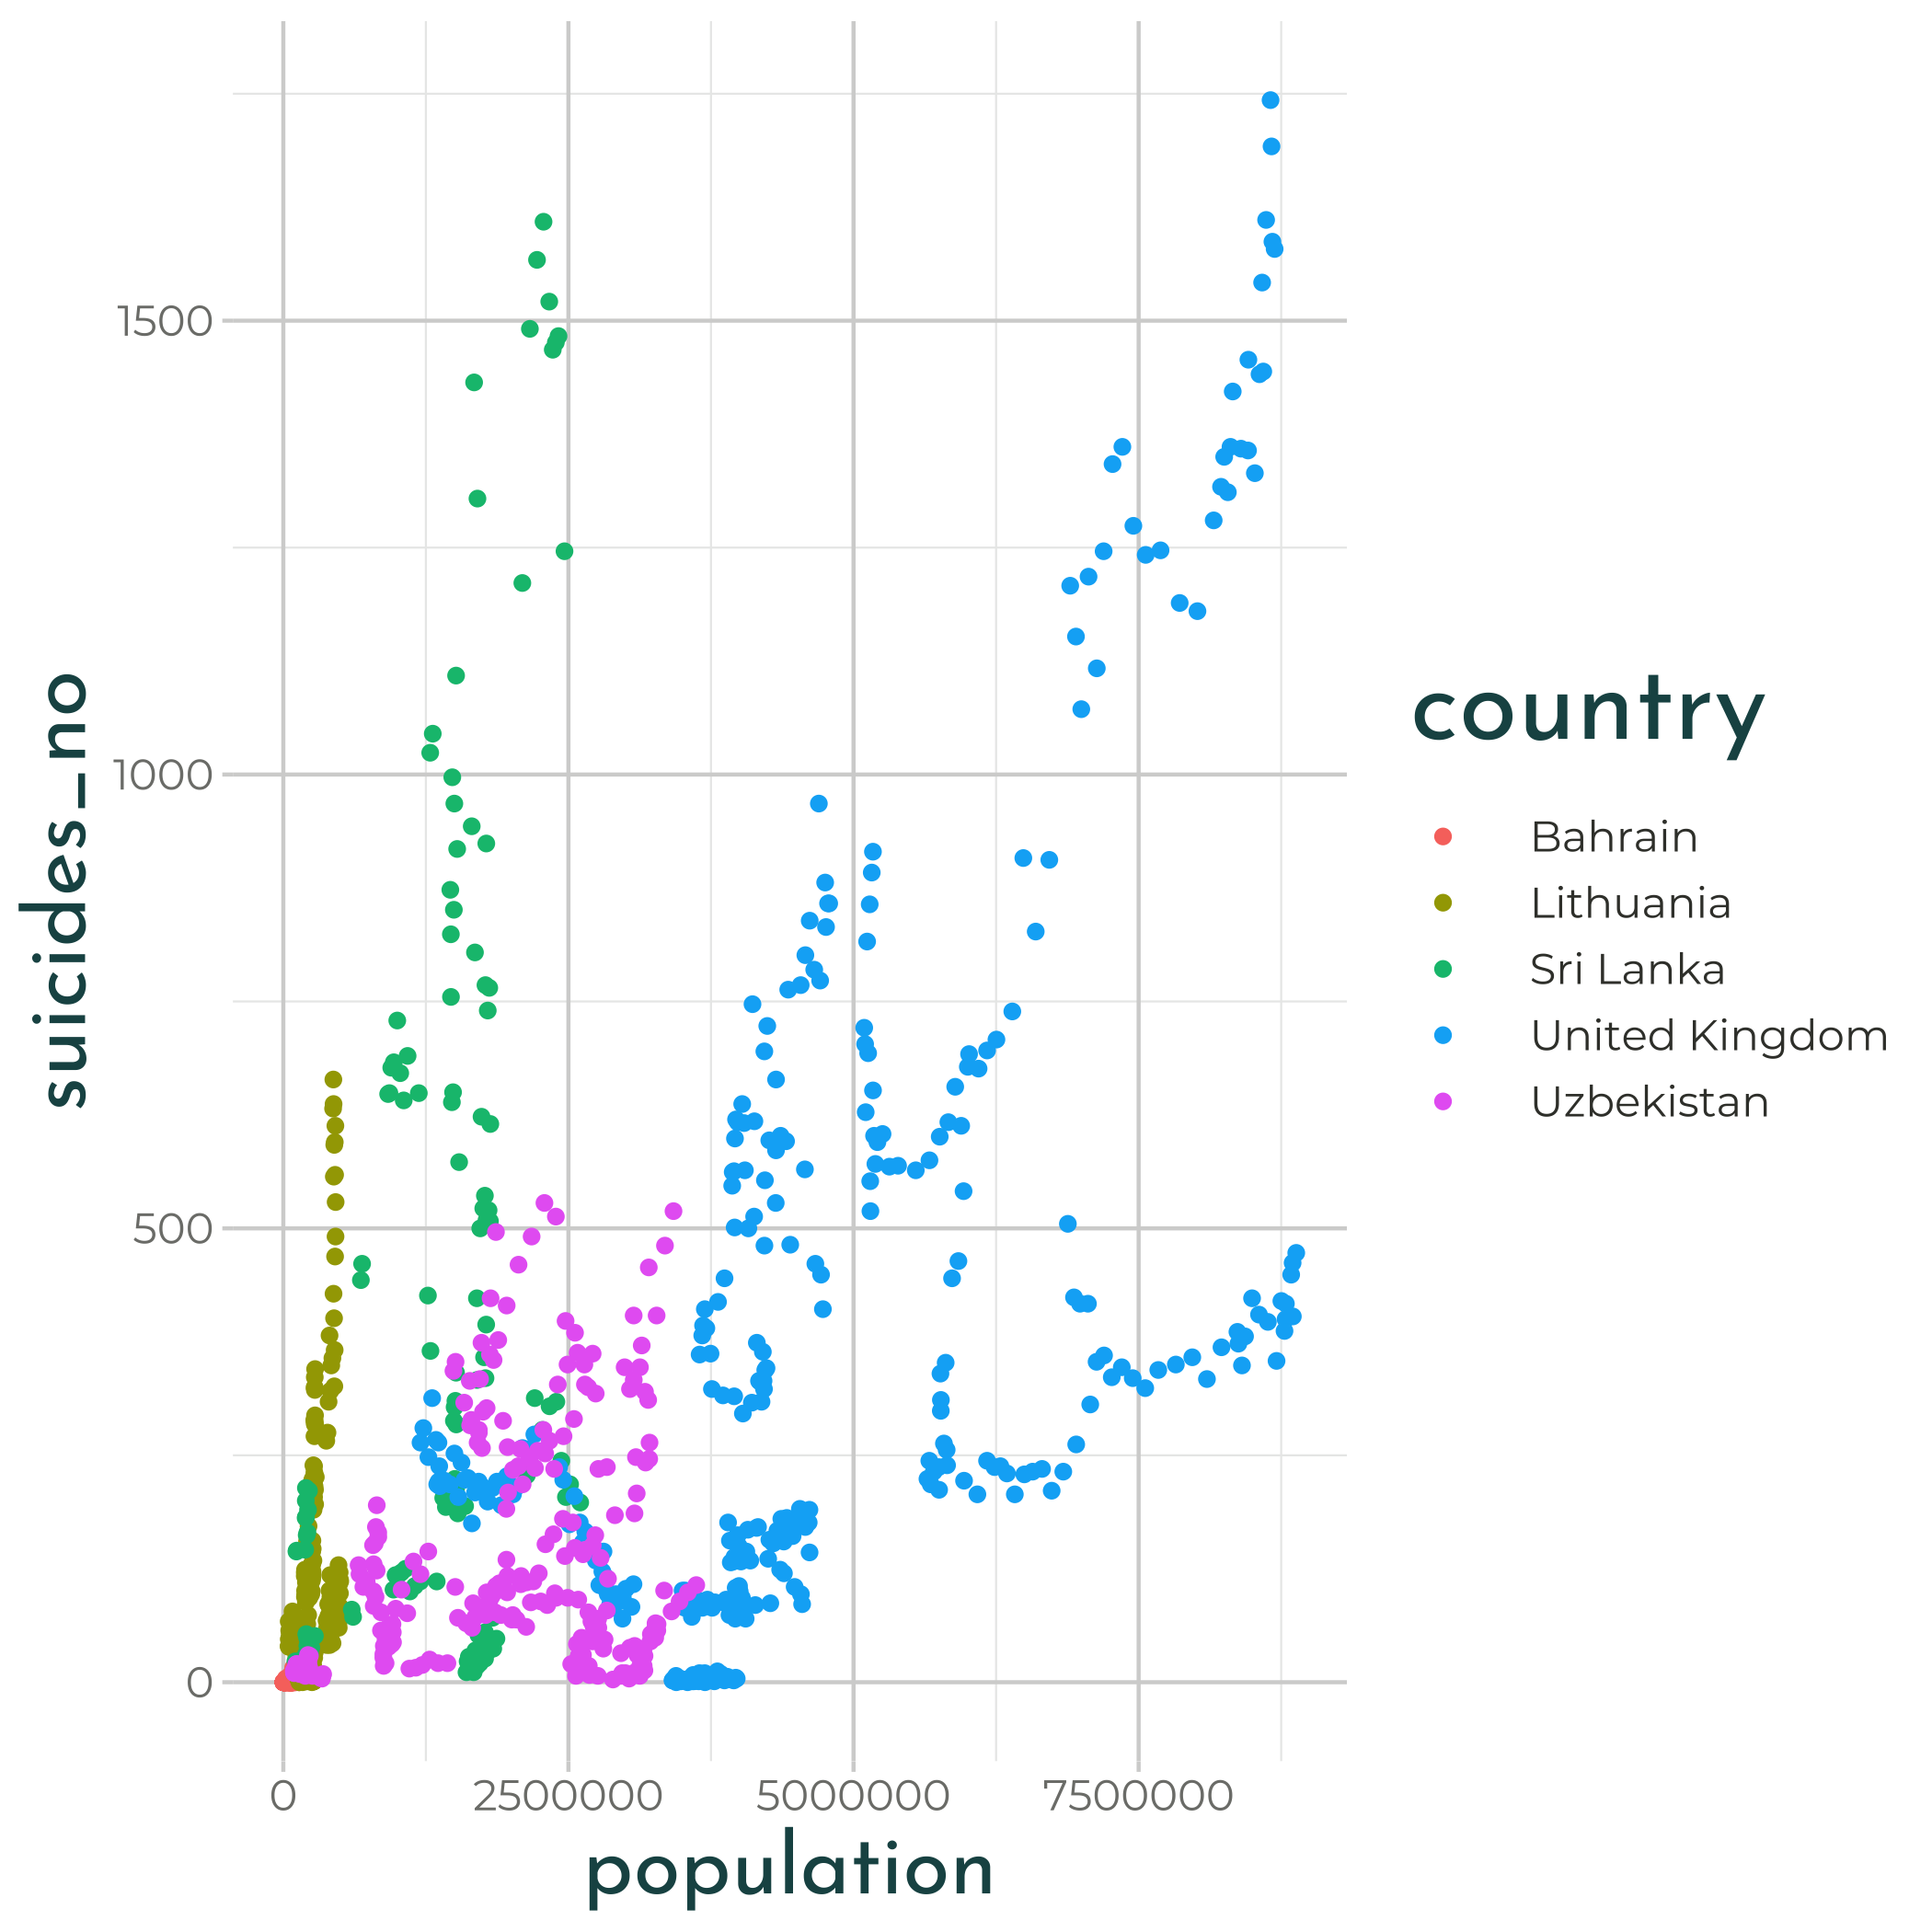 suicides_no
1500
1000
500
0
0 2500000 5000000 7500000
population
country
Bahrain
Lithuania
Sri Lanka
United Kingdom
Uzbekistan